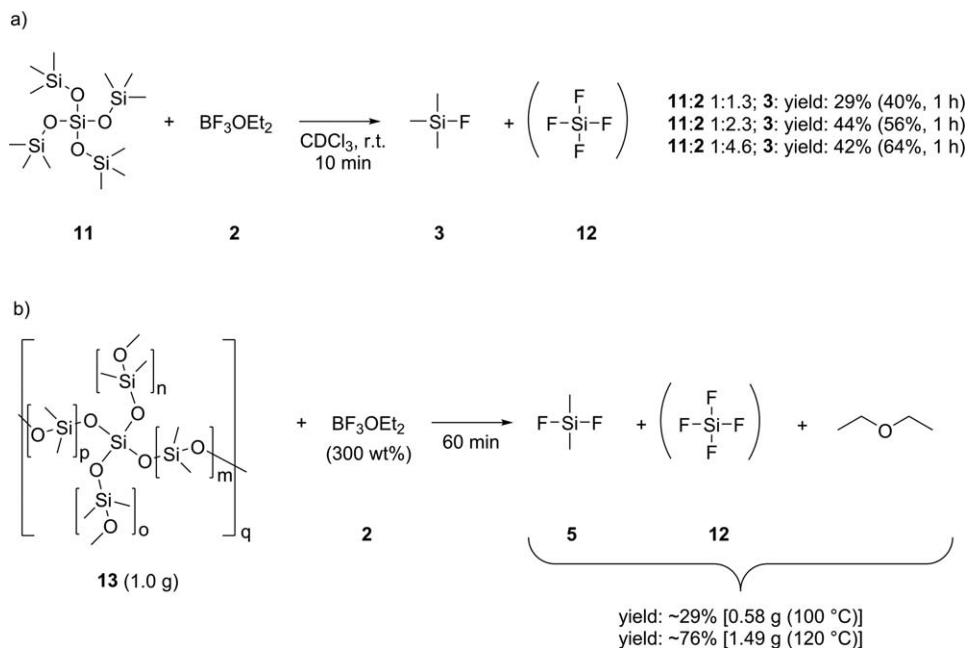 a)
Si
O
Si
O
Si
O
Si
O
Si
+
BF3OEt2
CDCl3, r.t.
10 min
Si
F
+
F
F
Si
F
F
11:2 1:1.3; 3: yield: 29% (40%, 1 h)
11:2 1:2.3; 3: yield: 44% (56%, 1 h)
11:2 1:4.6; 3: yield: 42% (64%, 1 h)
11
2
3
12
b)
O
Si
n
O
Si
O
p
O
Si
O
Si
O
m
O
Si
O
o
q
+
BF3OEt2
(300 wt%)
60 min
F
Si
F
+
F
F
Si
F
F
+
O
13 (1.0 g)
2
5
12
yield: ~29% [0.58 g (100 °C)]
yield: ~76% [1.49 g (120 °C)]